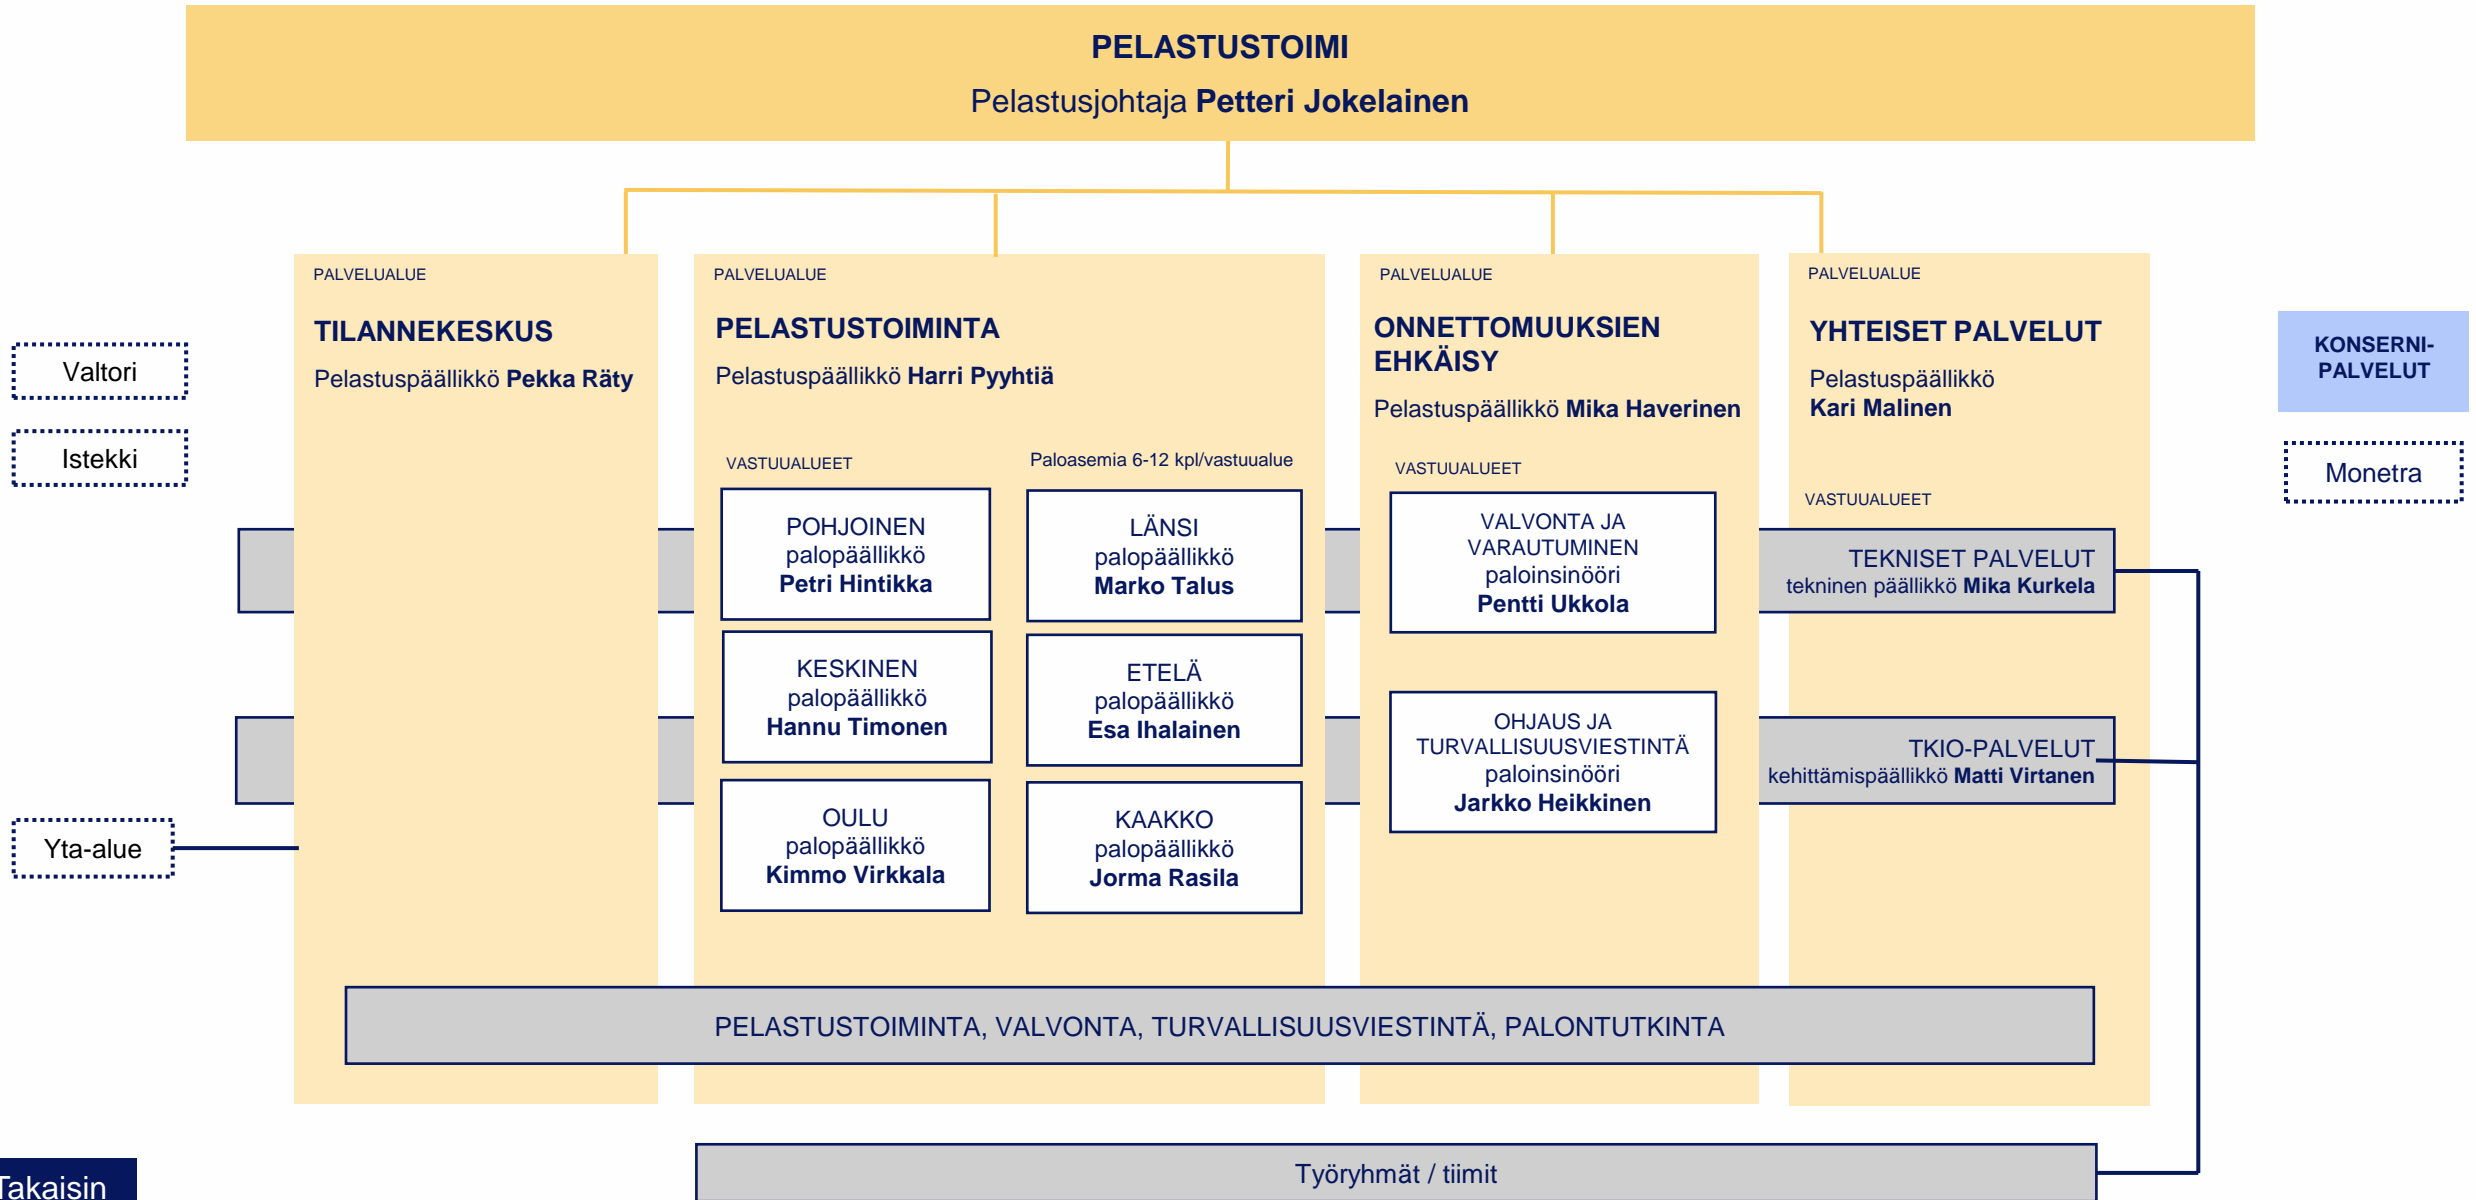 PELASTUSTOIMI
Pelastusjohtaja Petteri Jokelainen
PALVELUALUE
TILANNEKESKUS
Pelastuspäällikkö Pekka Räty
PALVELUALUE
PELASTUSTOIMINTA
Pelastuspäällikkö Harri Pyyhtiä
VASTUUALUEET
Paloasemia 6-12 kpl/vastuualue
POHJOINEN
palopäällikkö
Petri Hintikka
LÄNSI
palopäällikkö
Marko Talus
KESKINEN
palopäällikkö
Hannu Timonen
ETELÄ
palopäällikkö
Esa Ihalainen
OULU
palopäällikkö
Kimmo Virkkala
KAAKKO
palopäällikkö
Jorma Rasila
PALVELUALUE
ONNETTOMUUKSIEN
EHKÄISY
Pelastuspäällikkö Mika Haverinen
VASTUUALUEET
VALVONTA JA
VARAUTUMINEN
paloinsinööri
Pentti Ukkola
OHJAUS JA
TURVALLISUUSVIESTINTÄ
paloinsinööri
Jarkko Heikkinen
PALVELUALUE
YHTEISET PALVELUT
Pelastuspäällikkö
Kari Malinen
VASTUUALUEET
TEKNISET PALVELUT
tekninen päällikkö Mika Kurkela
TKIO-PALVELUT
kehittämispäällikkö Matti Virtanen
Valtori
Istekki
Yta-alue
KONSERNI-
PALVELUT
Monetra
PELASTUSTOIMINTA, VALVONTA, TURVALLISUUSVIESTINTÄ, PALONTUTKINTA
Työryhmät / tiimit
Takaisin